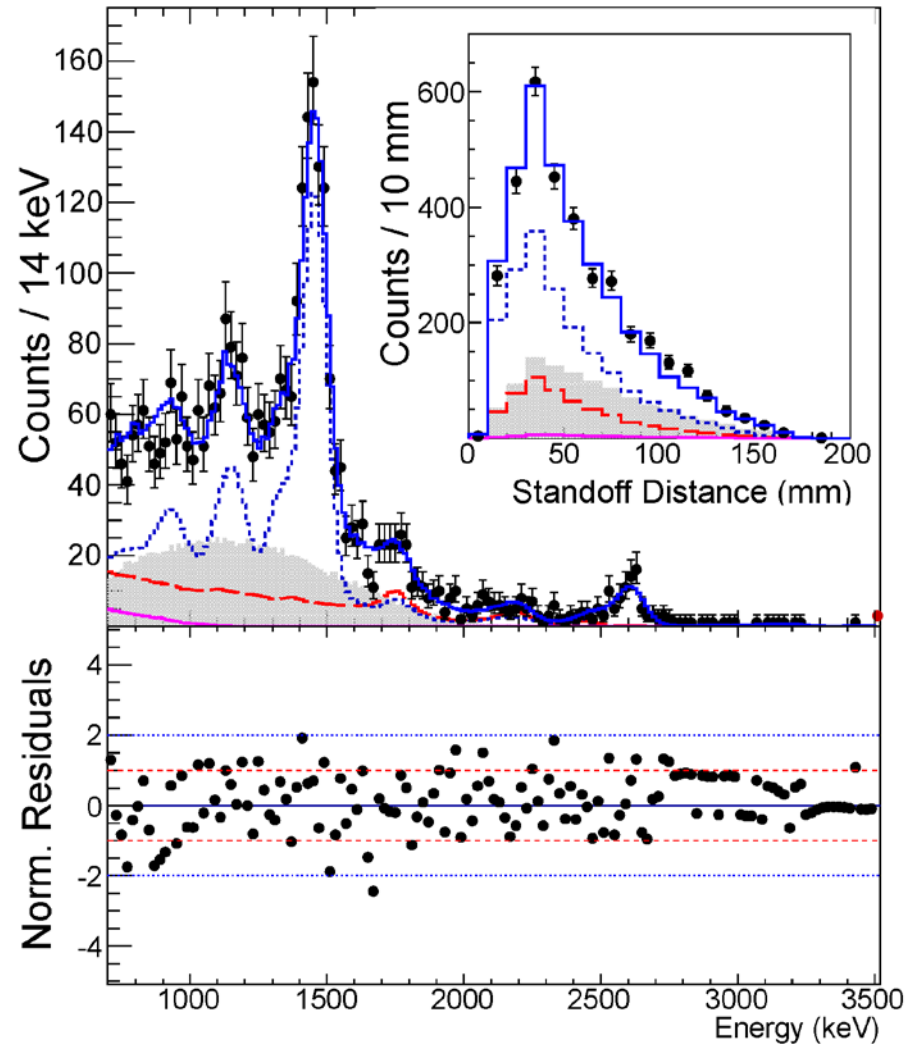 Counts / 14 keV
160
140
120
100
80
60
40
20
Counts / 10 mm
600
400
200
0 50 100 150 200
Standoff Distance (mm)
Norm. Residuals
4
2
0
-2
-4
1000 1500 2000 2500 3000 3500
Energy (keV)